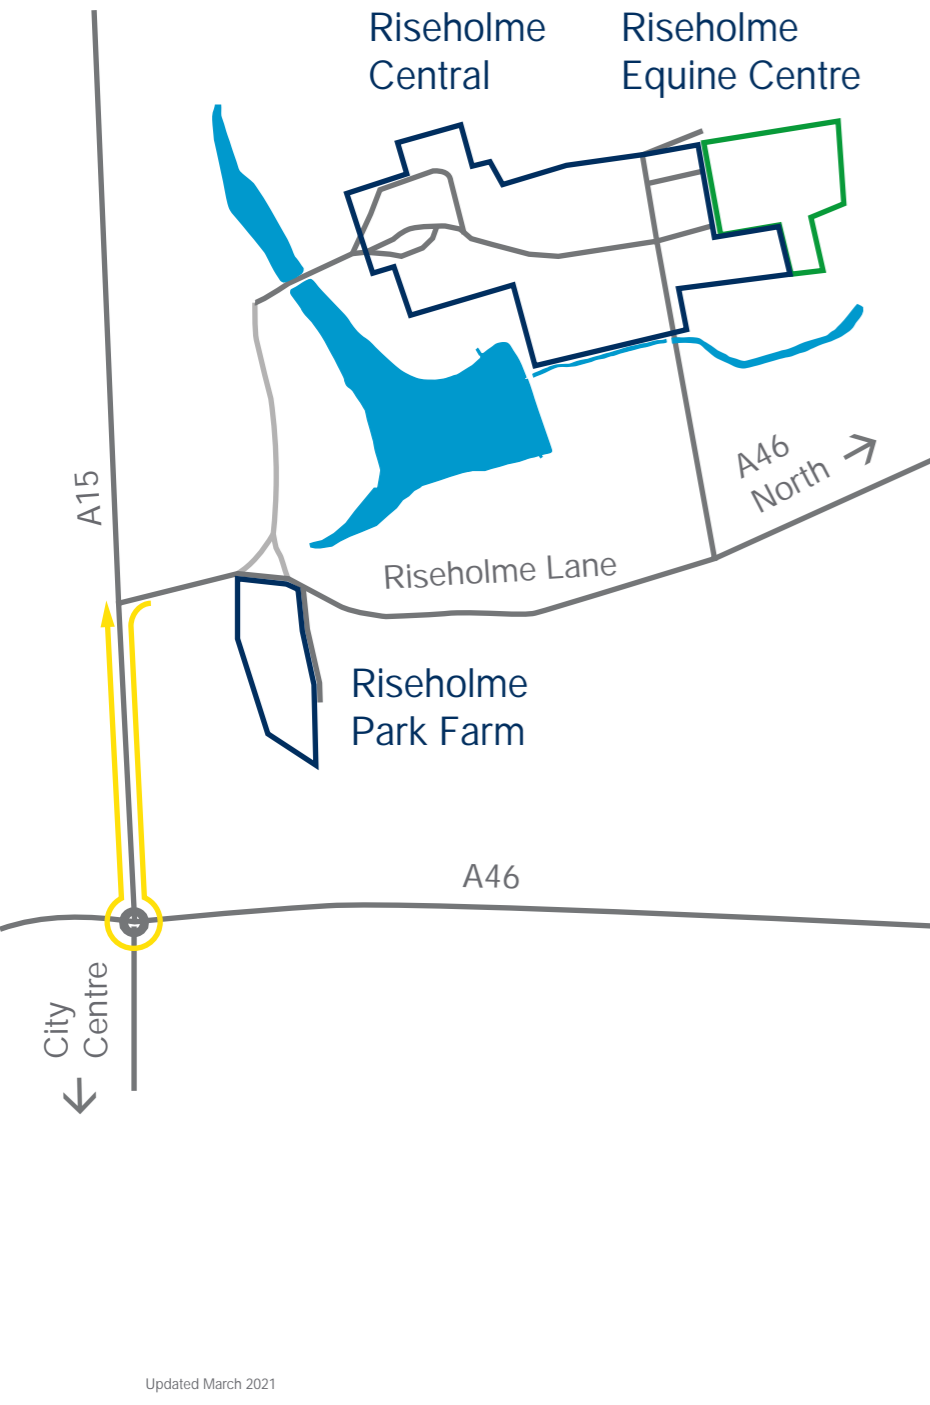 Riseholme
Central
Riseholme
Equine Centre
A15
A46
North
Riseholme Lane
Riseholme
Park Farm
A46
City
Centre
Updated March 2021